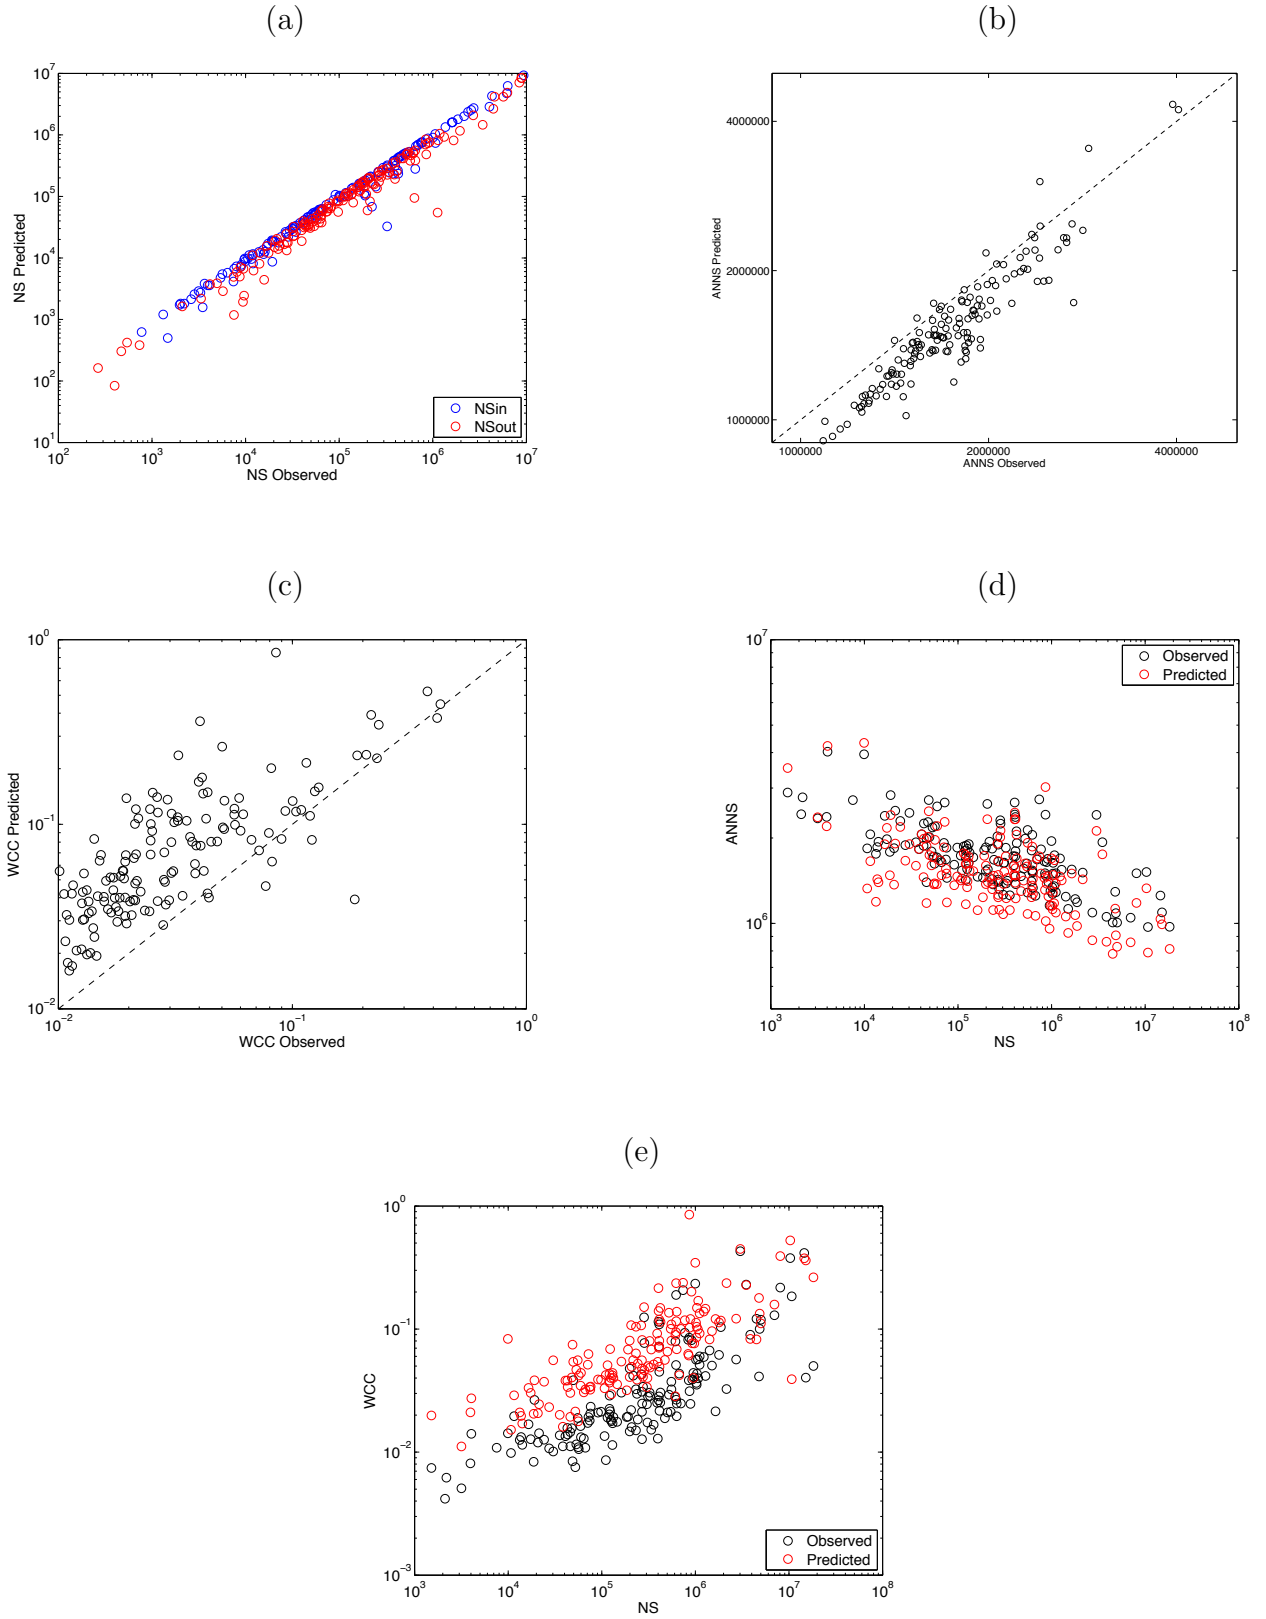 (a)
10^7
10^6
10^5
10^4
10^3
10^2
10^1
NS Predicted
NSin
NSout
10^2 10^3 10^4 10^5 10^6 10^7
NS Observed
(b)
4000000
2000000
1000000
ANNS Predicted
1000000 2000000 4000000
ANNS Observed
(c)
10^0
10^−1
10^−2
WCC Predicted
10^−2 10^−1 10^0
WCC Observed
(d)
10^7
10^6
ANNS
Observed
Predicted
10^3 10^4 10^5 10^6 10^7 10^8
NS
(e)
10^0
10^−1
10^−2
10^−3
WCC
Observed
Predicted
10^3 10^4 10^5 10^6 10^7 10^8
NS